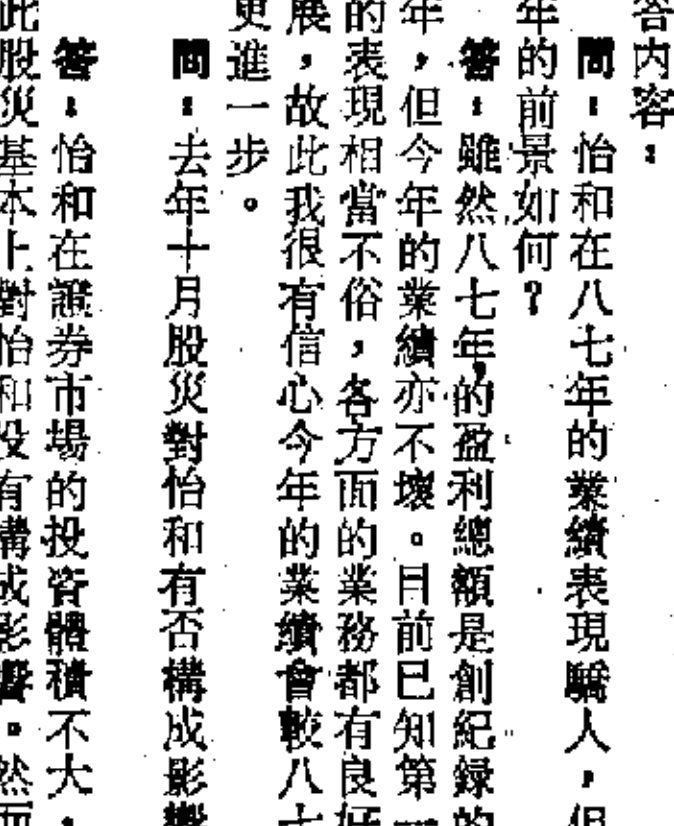 答内容：
問：怡和在八七年的業績表現驕人，但
年的前景如何？
答：雖然八七年的盈利總額是創紀錄的
年，但今年的業績亦不壞。目前已知第一
的表現相當不俗，各方面的業務都有良好
展，故此我很有信心今年的業績會較八七
更進一步。
問：去年十月股災對怡和有否構成影響
答：怡和在證券市場的投資體積不大，
此股災基本上對怡和沒有構成影響。然而